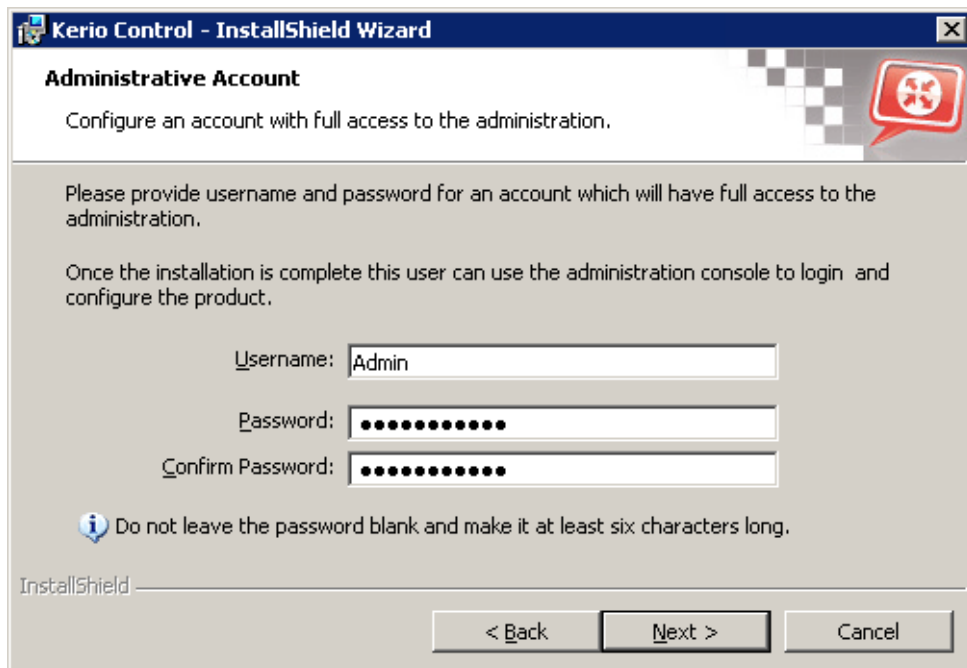 Kerio Control - InstallShield Wizard
Administrative Account
Configure an account with full access to the administration.
Please provide username and password for an account which will have full access to the
administration.
Once the installation is complete this user can use the administration console to login  and
configure the product.
Username: Admin
Password: ●●●●●●●●●●●
Confirm Password: ●●●●●●●●●●●
Do not leave the password blank and make it at least six characters long.
InstallShield
< Back Next > Cancel